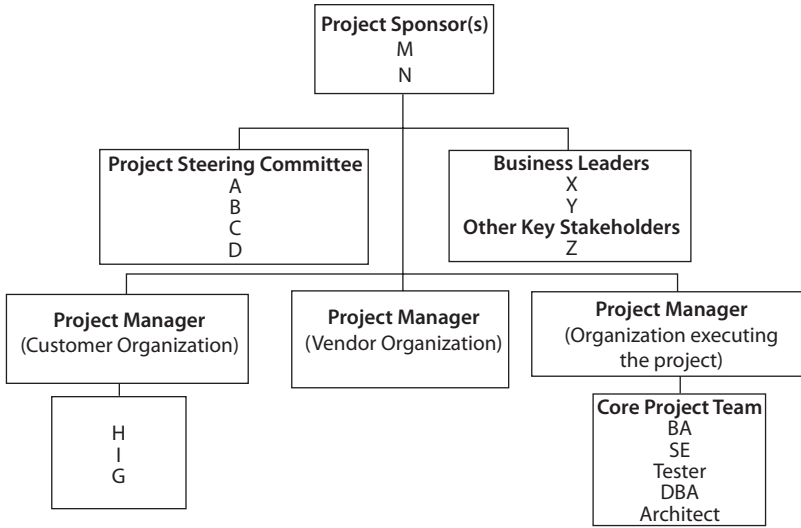 Project Sponsor(s)
M
N
Project Steering Committee
A
B
C
D
Business Leaders
X
Y
Other Key Stakeholders
Z
Project Manager
(Customer Organization)
Project Manager
(Vendor Organization)
Project Manager
(Organization executing
the project)
H
I
G
Core Project Team
BA
SE
Tester
DBA
Architect